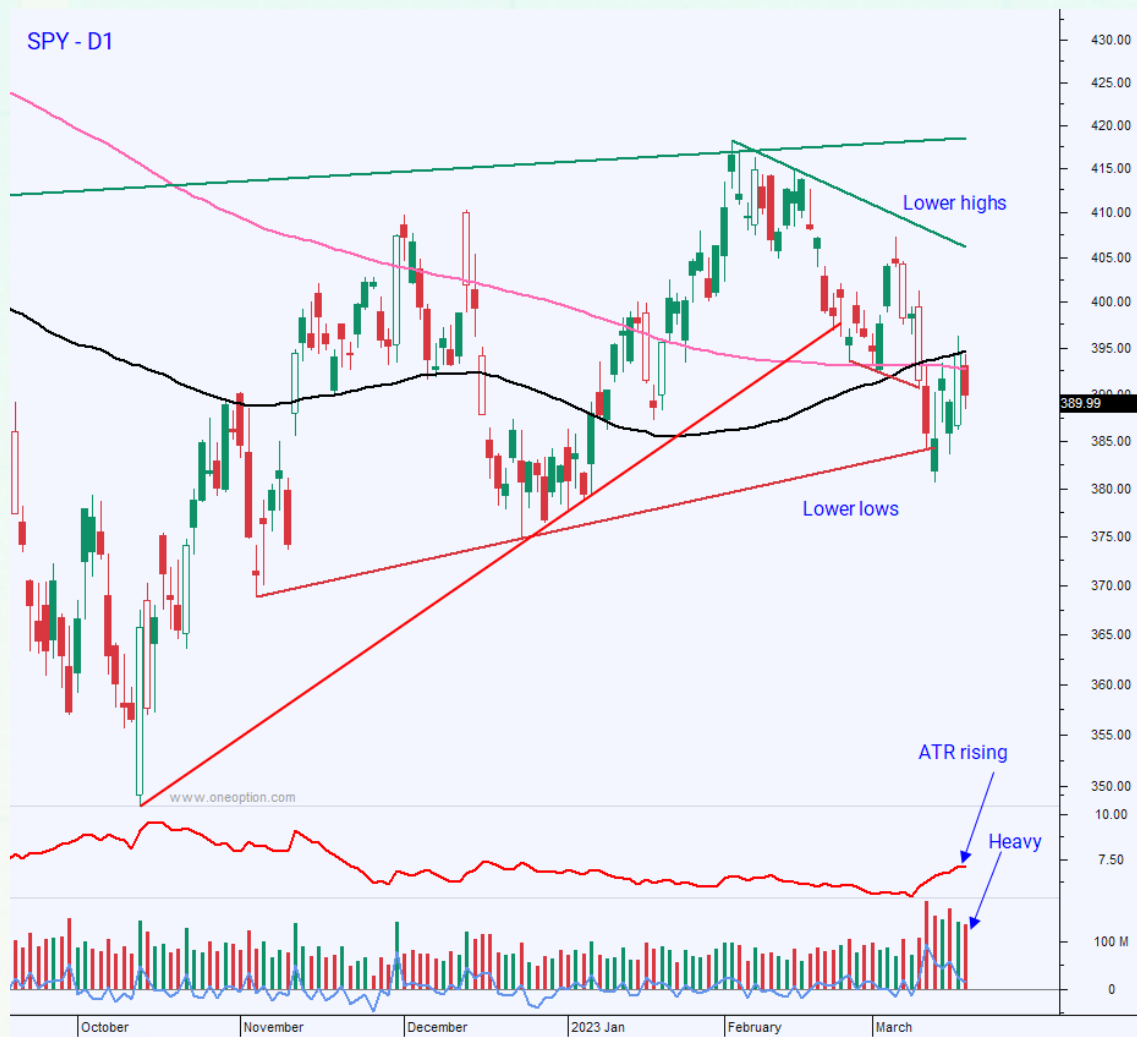 SPY - D1
430.00
425.00
420.00
415.00
Lower highs
410.00
405.00
400.00
395.00
390.00
389.99
385.00
380.00
Lower lows
375.00
370.00
365.00
360.00
355.00
ATR rising
350.00
www.oneoption.com
10.00
Heavy
7.50
100 M
0
October
November
December
2023 Jan
February
March